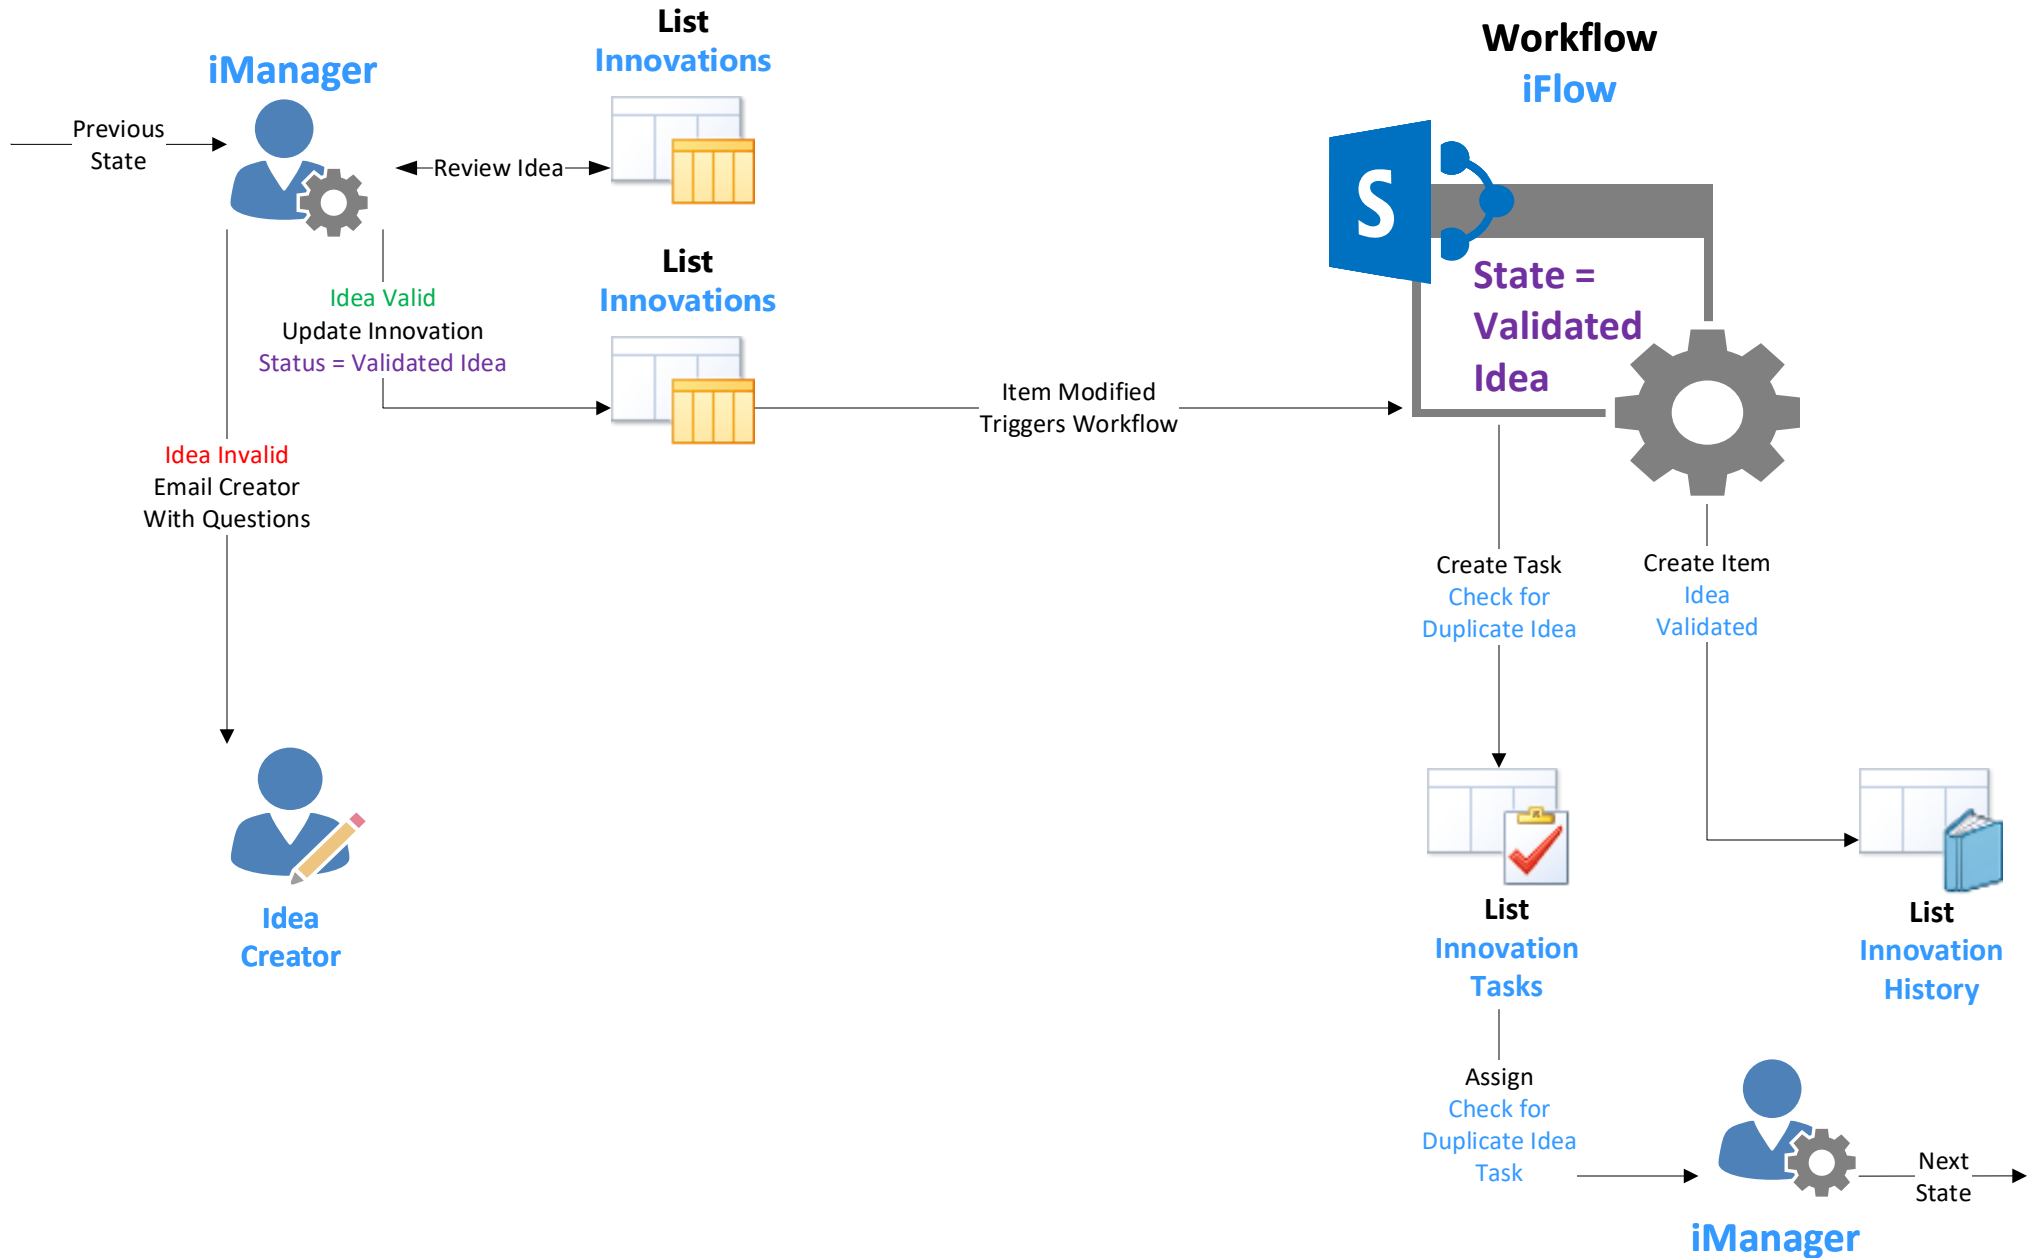 List
Innovations
iManager
Previous
State
Review Idea
Workflow
iFlow
S
State =
Validated
Idea
List
Innovations
Idea Valid
Update Innovation
Status = Validated Idea
Item Modified
Triggers Workflow
Idea Invalid
Email Creator
With Questions
Create Task
Check for
Duplicate Idea
Create Item
Idea
Validated
Idea
Creator
List
Innovation
Tasks
List
Innovation
History
Assign
Check for
Duplicate Idea
Task
Next
State
iManager